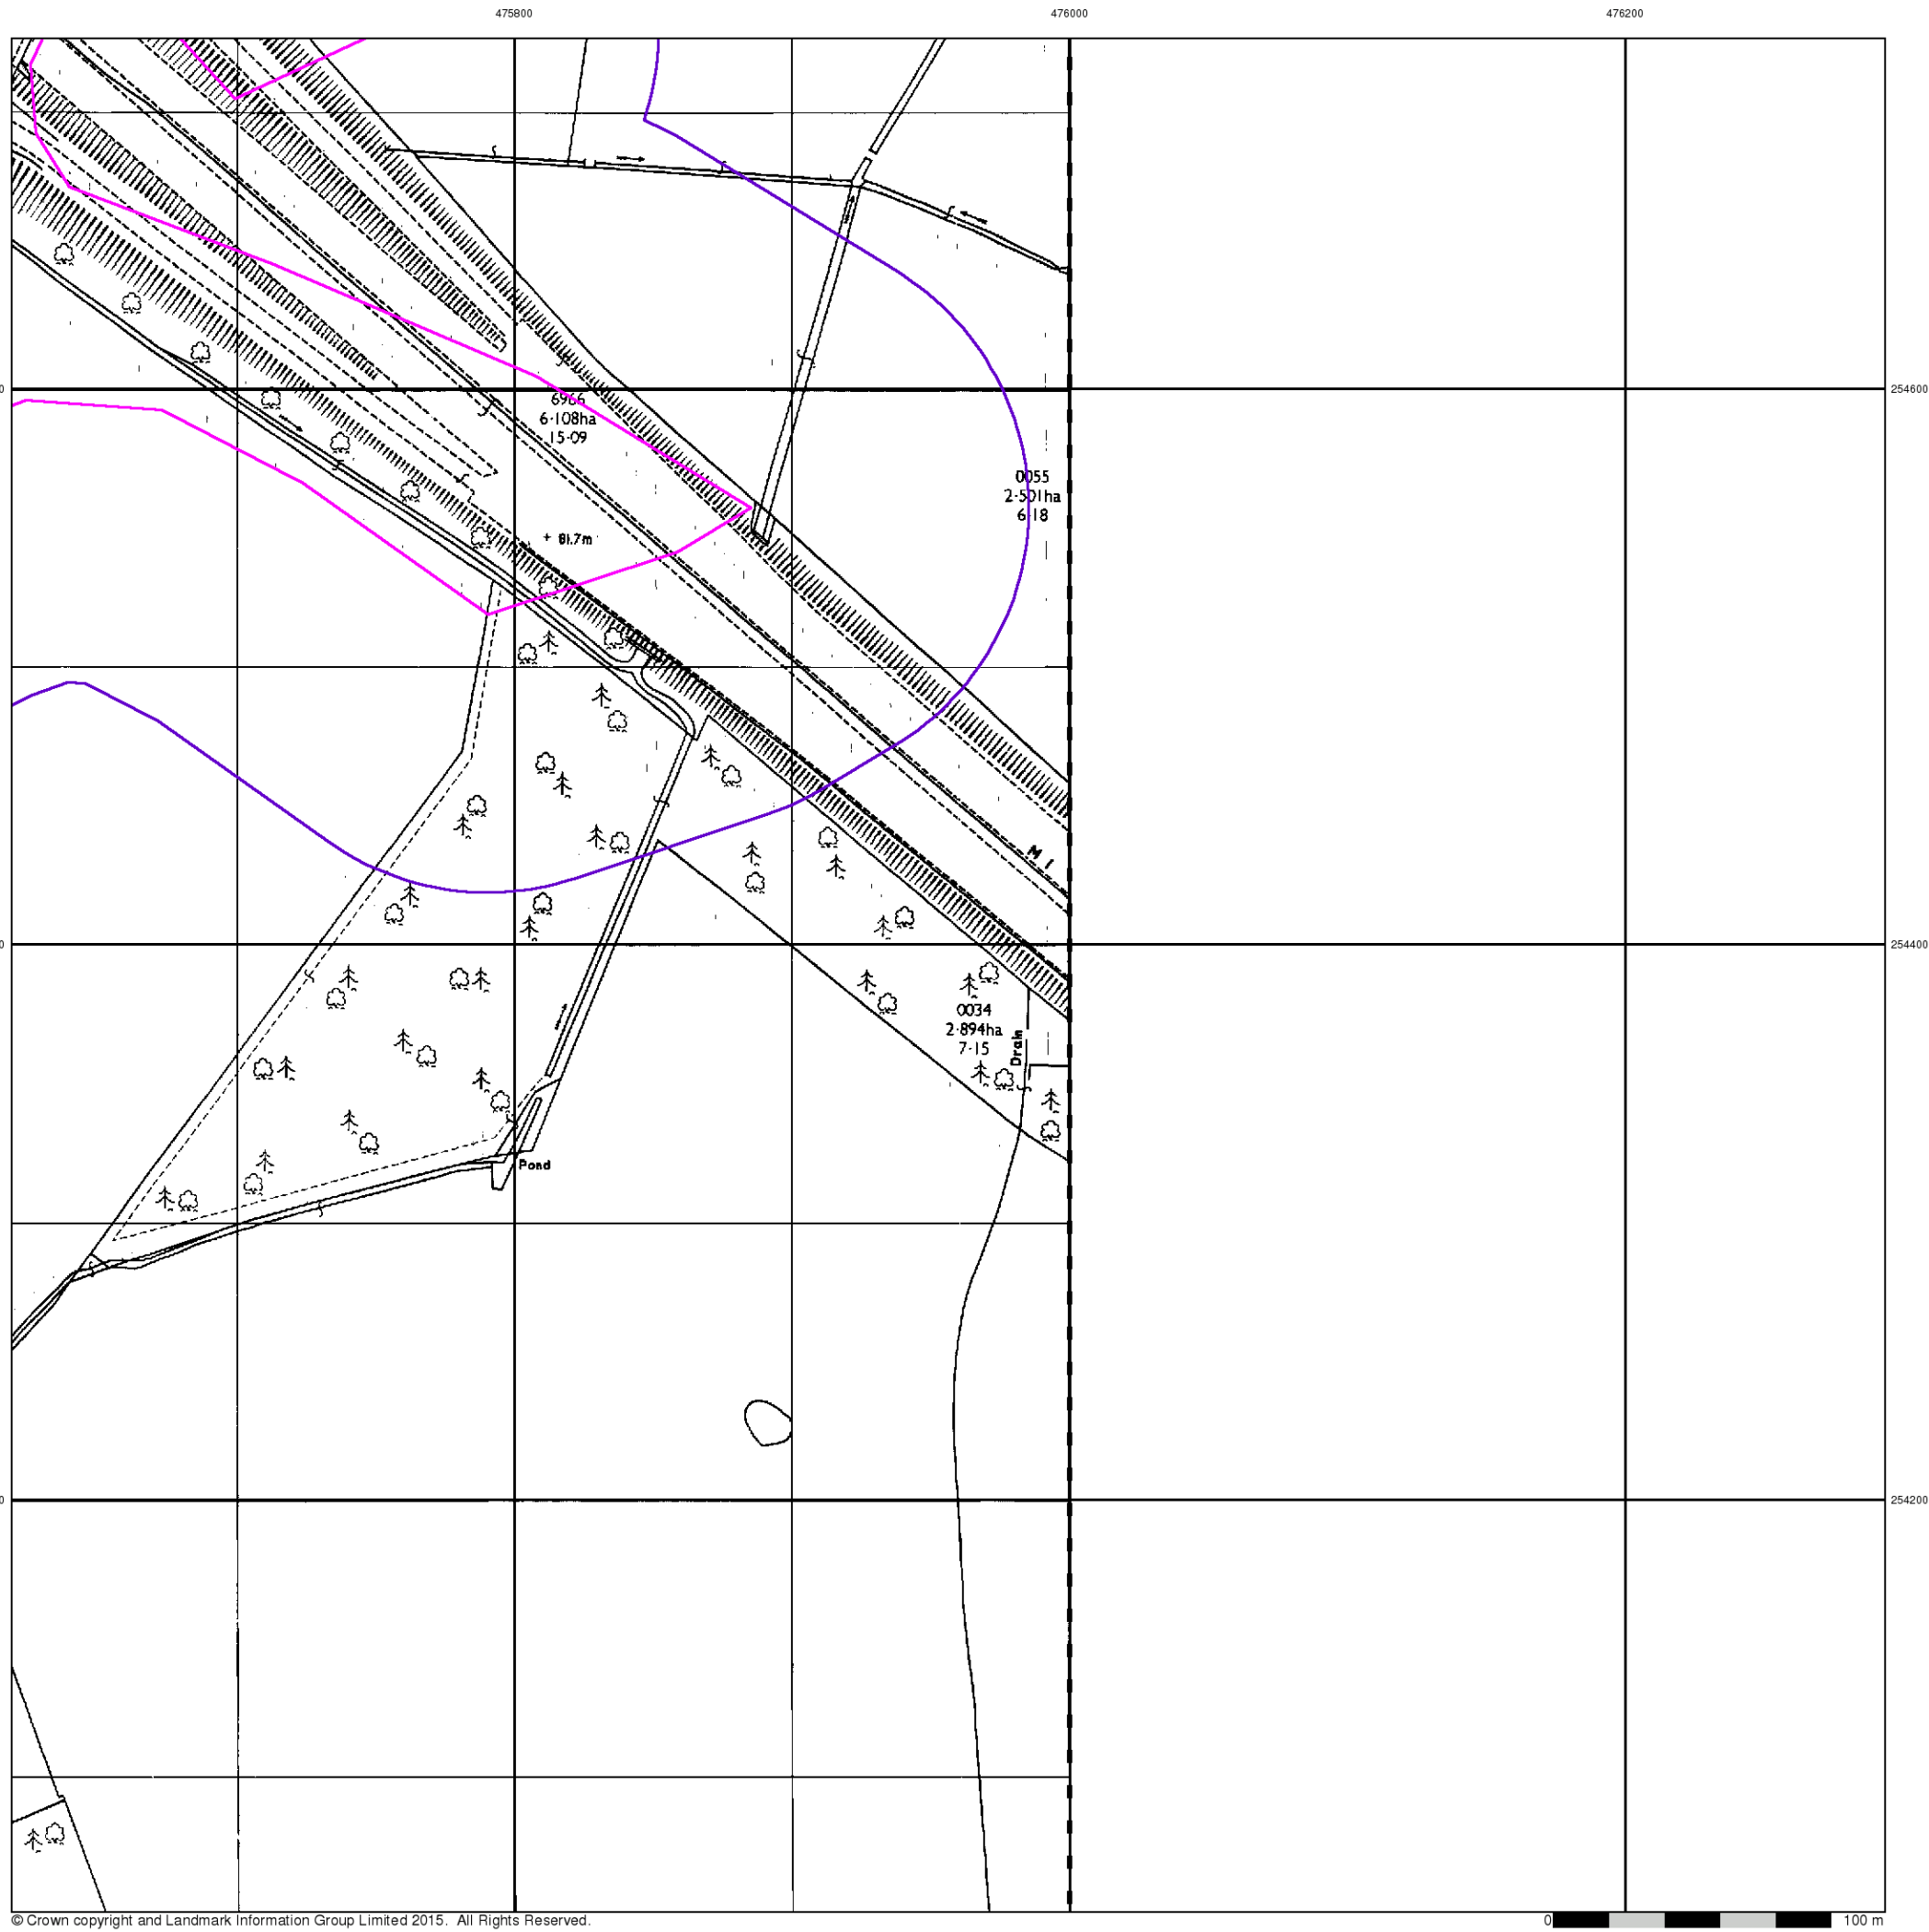 475800
476000
476200
6966
6·108ha
15·09
254600
0055
2·501ha
6·18
+ 81.7m
M 1
254400
0034
2·894ha
7·15
Drain
Pond
254200
© Crown copyright and Landmark Information Group Limited 2015. All Rights Reserved.
0 100 m